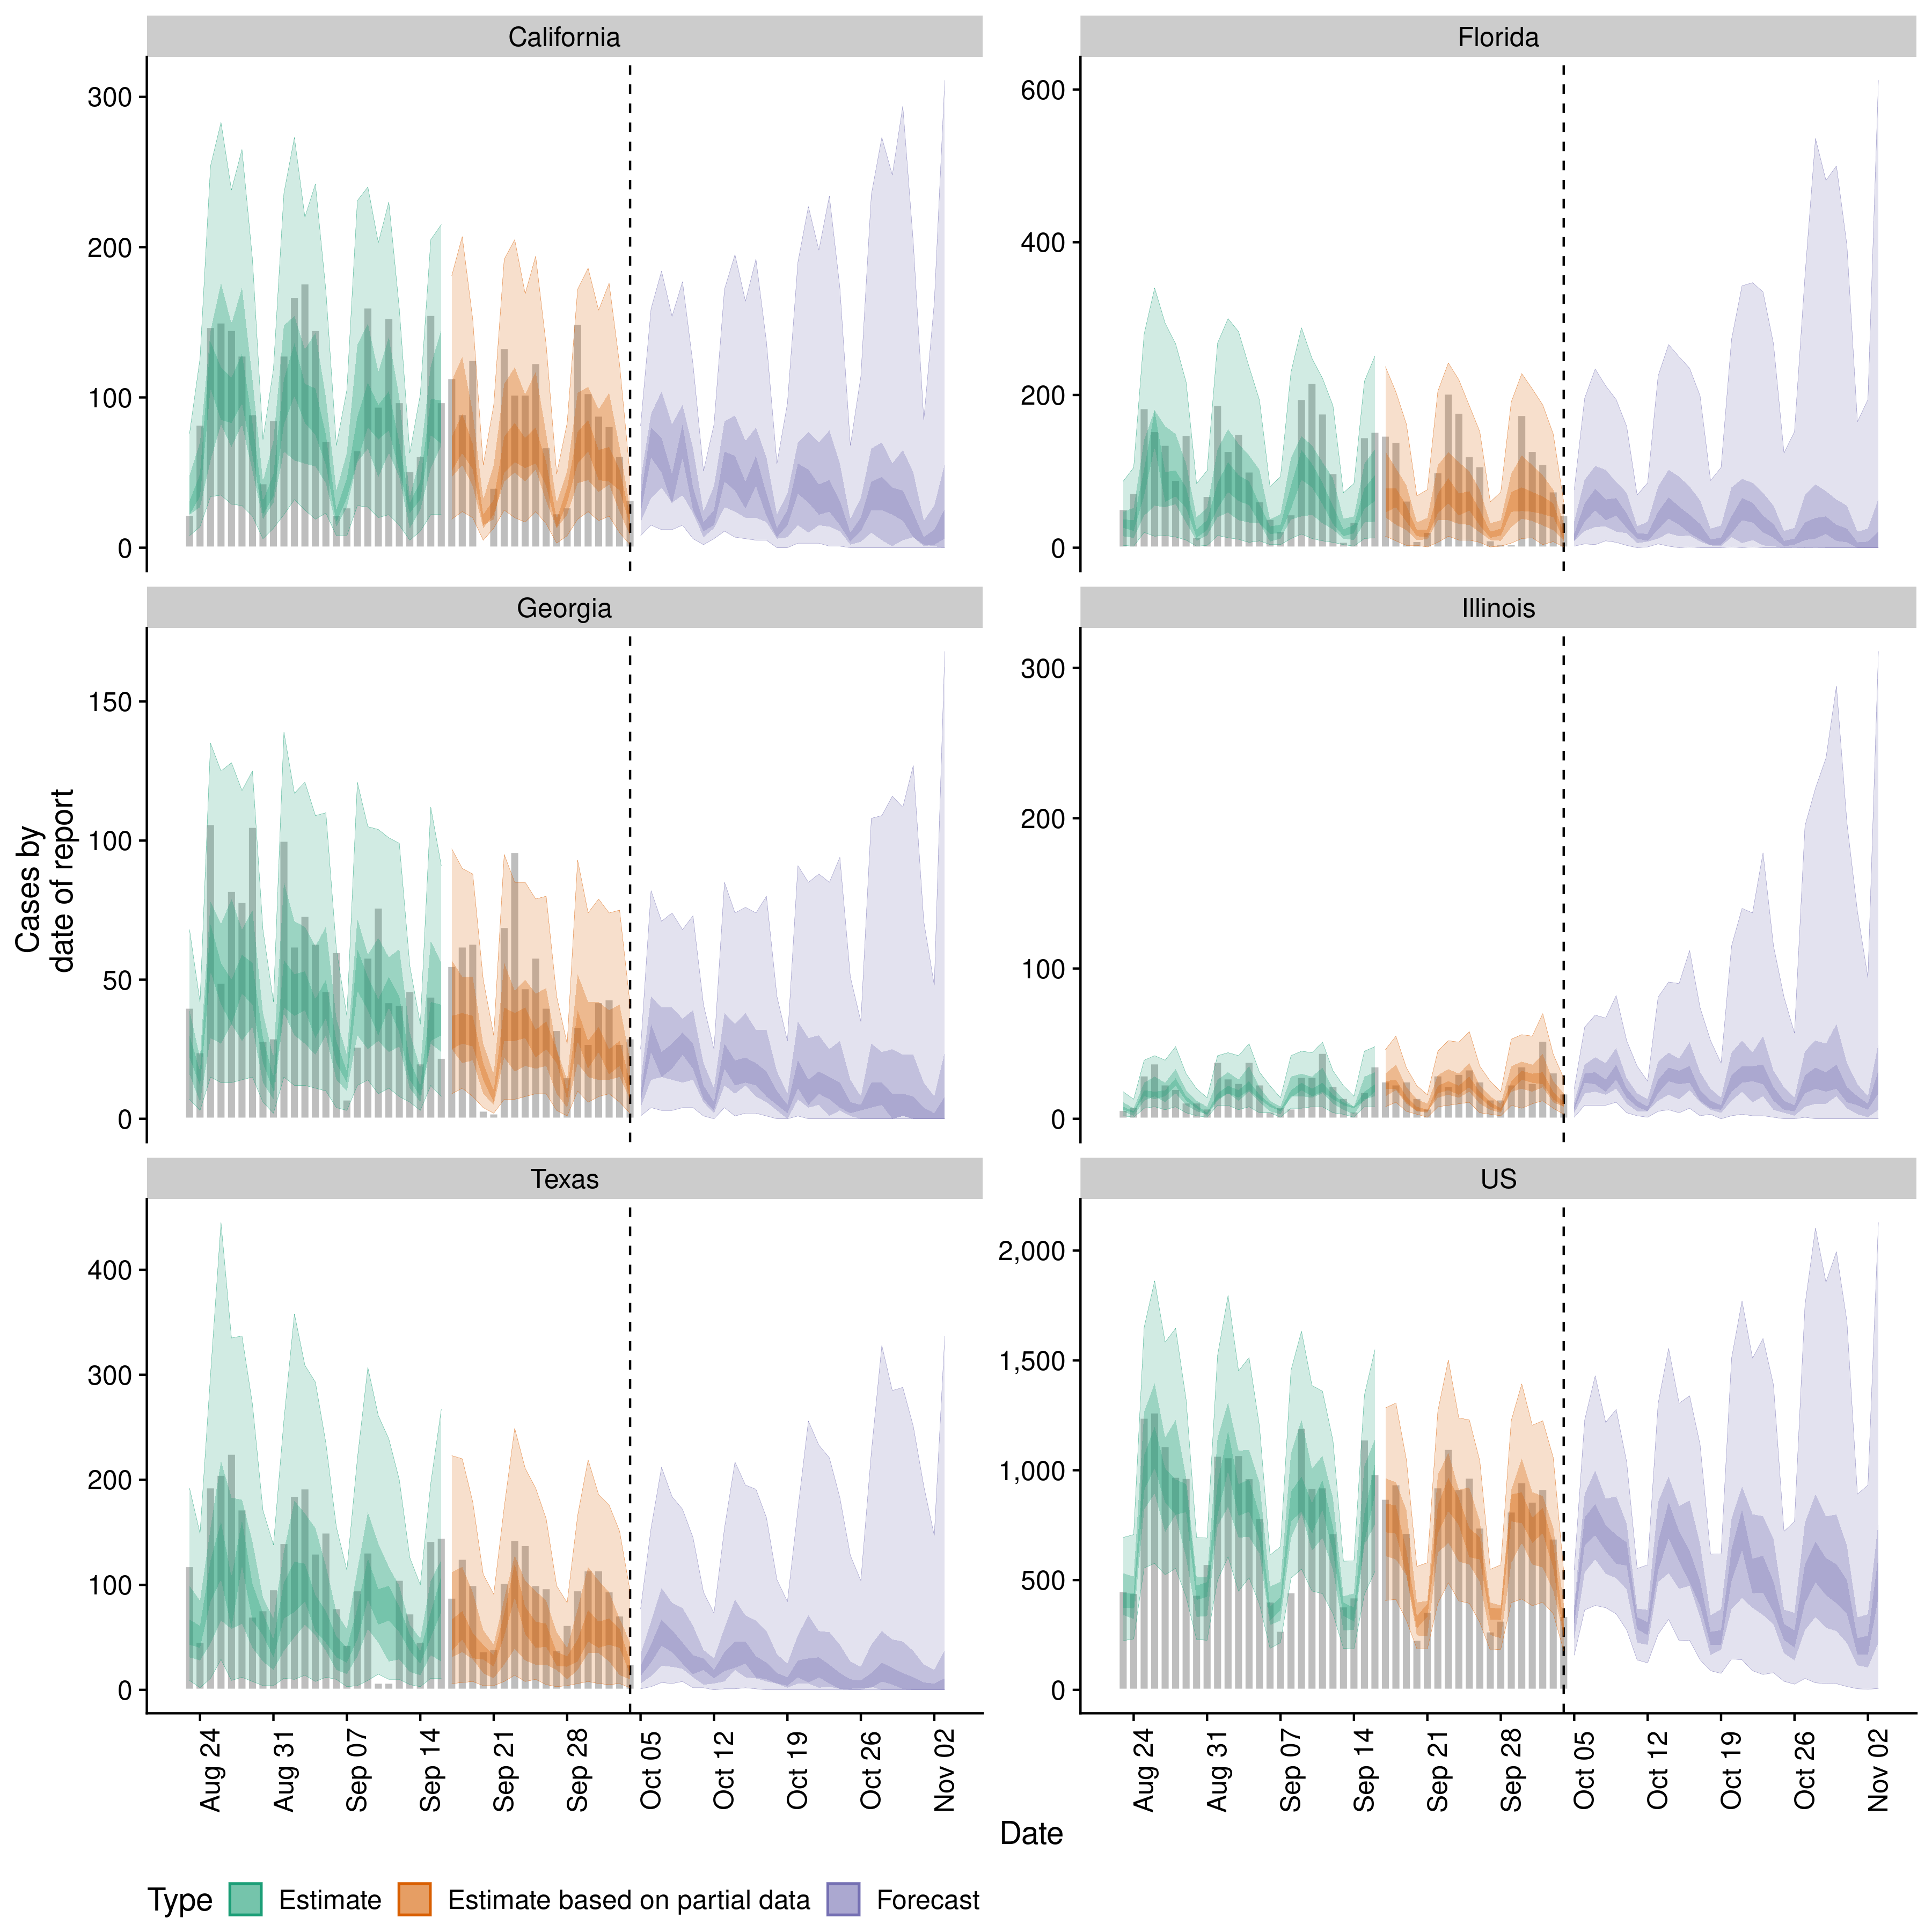 California
Florida
300
200
100
0
600
400
200
0
Georgia
Illinois
150
100
50
0
300
200
100
0
Texas
US
400
300
200
100
0
2,000
1,500
1,000
500
0
Cases by
date of report
Aug 24
Aug 31
Sep 07
Sep 14
Sep 21
Sep 28
Oct 05
Oct 12
Oct 19
Oct 26
Nov 02
Aug 24
Aug 31
Sep 07
Sep 14
Sep 21
Sep 28
Oct 05
Oct 12
Oct 19
Oct 26
Nov 02
Date
Type Estimate Estimate based on partial data Forecast